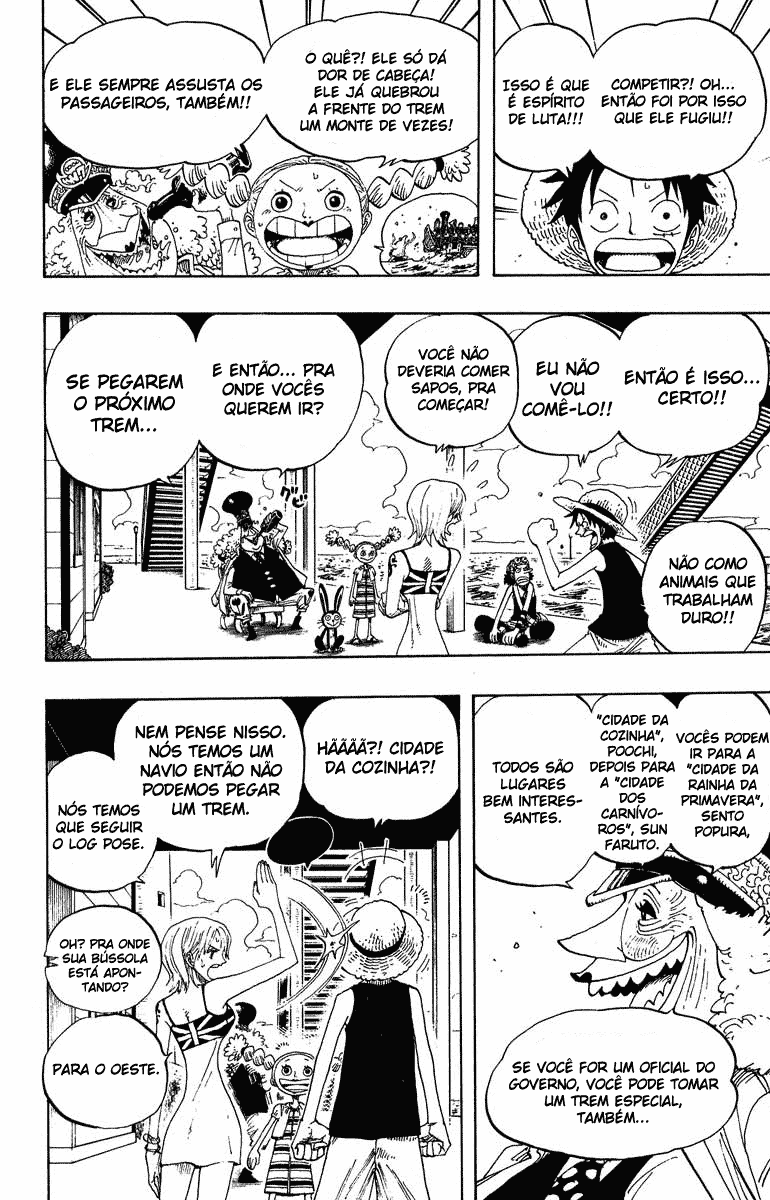 COMPETIR?! OH...
ENTÃO FOI POR ISSO
QUE ELE FUGIU!!
ISSO É QUE
É ESPÍRITO
DE LUTA!!!
O QUÊ?! ELE SÓ DÁ
DOR DE CABEÇA!
ELE JÁ QUEBROU
A FRENTE DO TREM
UM MONTE DE VEZES!
E ELE SEMPRE ASSUSTA OS
PASSAGEIROS, TAMBÉM!!
ENTÃO É ISSO...
CERTO!!
EU NÃO
VOU
COMÊ-LO!!
NÃO COMO
ANIMAIS QUE
TRABALHAM
DURO!!
VOCÊ NÃO
DEVERIA COMER
SAPOS, PRA
COMEÇAR!
E ENTÃO... PRA
ONDE VOCÊS
QUEREM IR?
SE PEGAREM
O PRÓXIMO
TREM...
グビ
VOCÊS PODEM
IR PARA A
"CIDADE DA
RAINHA DA
PRIMAVERA",
SENTO
POPURA,
"CIDADE DA
COZINHA",
POOCHI,
DEPOIS PARA
A "CIDADE
DOS
CARNÍVO-
ROS", SUN
FARUTO.
TODOS SÃO
LUGARES
BEM INTERES-
SANTES.
SE VOCÊ FOR UM OFICIAL DO
GOVERNO, VOCÊ PODE TOMAR
UM TREM ESPECIAL,
TAMBÉM...
HÃÃÃÃ?! CIDADE
DA COZINHA?!
NEM PENSE NISSO.
NÓS TEMOS UM
NAVIO ENTÃO NÃO
PODEMOS PEGAR
UM TREM.
NÓS TEMOS
QUE SEGUIR
O LOG POSE.
OH? PRA ONDE
SUA BÚSSOLA
ESTÁ APON-
TANDO?
PARA O OESTE.